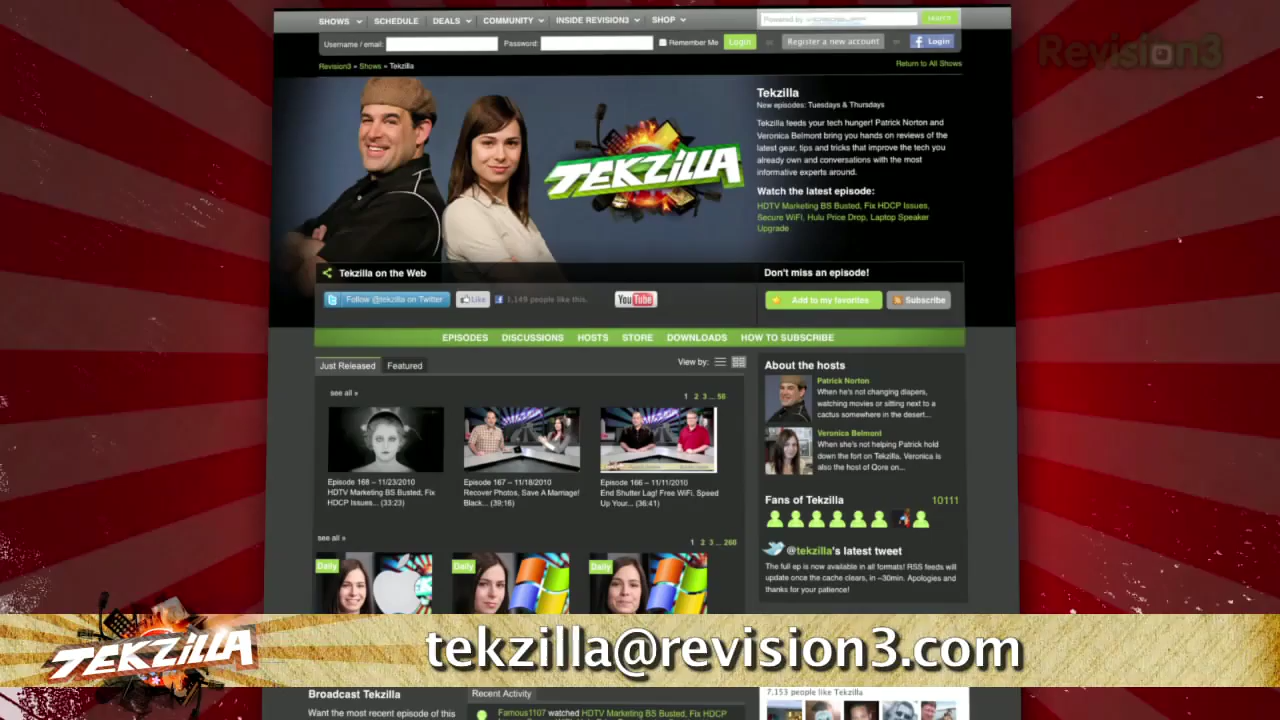 SHOWS SCHEDULE DEALS COMMUNITY INSIDE REVISION3 SHOP
Powered by VIDEOSURF search
Username / email: Password: Remember Me Login or Register a new account or Login
Revision3
Revision3 » Shows » Tekzilla
Return to All Shows
Tekzilla
New episodes: Tuesdays & Thursdays
Tekzilla feeds your tech hunger! Patrick Norton and
Veronica Belmont bring you hands on reviews of the
latest gear, tips and tricks that improve the tech you
already own and conversations with the most
informative experts around.
Watch the latest episode:
HDTV Marketing BS Busted, Fix HDCP Issues,
Secure WiFi, Hulu Price Drop, Laptop Speaker
Upgrade
TEKZILLA
Tekzilla on the Web
Follow @tekzilla on Twitter Like 1,149 people like this. YouTube
Don't miss an episode!
Add to my favorites Subscribe
EPISODES DISCUSSIONS HOSTS STORE DOWNLOADS HOW TO SUBSCRIBE
Just Released Featured View by:
see all » 1 2 3 ... 56
Episode 168 – 11/23/2010
HDTV Marketing BS Busted, Fix
HDCP Issues... (33:23)
Episode 167 – 11/18/2010
Recover Photos, Save A Marriage!
Black... (39:16)
Episode 166 – 11/11/2010
End Shutter Lag! Free WiFi, Speed
Up Your... (36:41)
see all » 1 2 3 ... 266
Daily Daily Daily
About the hosts
Patrick Norton
When he's not changing diapers,
watching movies or sitting next to a
cactus somewhere in the desert...
Veronica Belmont
When she's not helping Patrick hold
down the fort on Tekzilla, Veronica is
also the host of Qore on...
Fans of Tekzilla 10111
@tekzilla's latest tweet
The full ep is now available in all formats! RSS feeds will
update once the cache clears, in ~30min. Apologies and
thanks for your patience!
TEKZILLA
tekzilla@revision3.com
Broadcast Tekzilla
Want the most recent episode of this
Recent Activity
Famous1107 watched HDTV Marketing BS Busted, Fix HDCP
7,153 people like Tekzilla